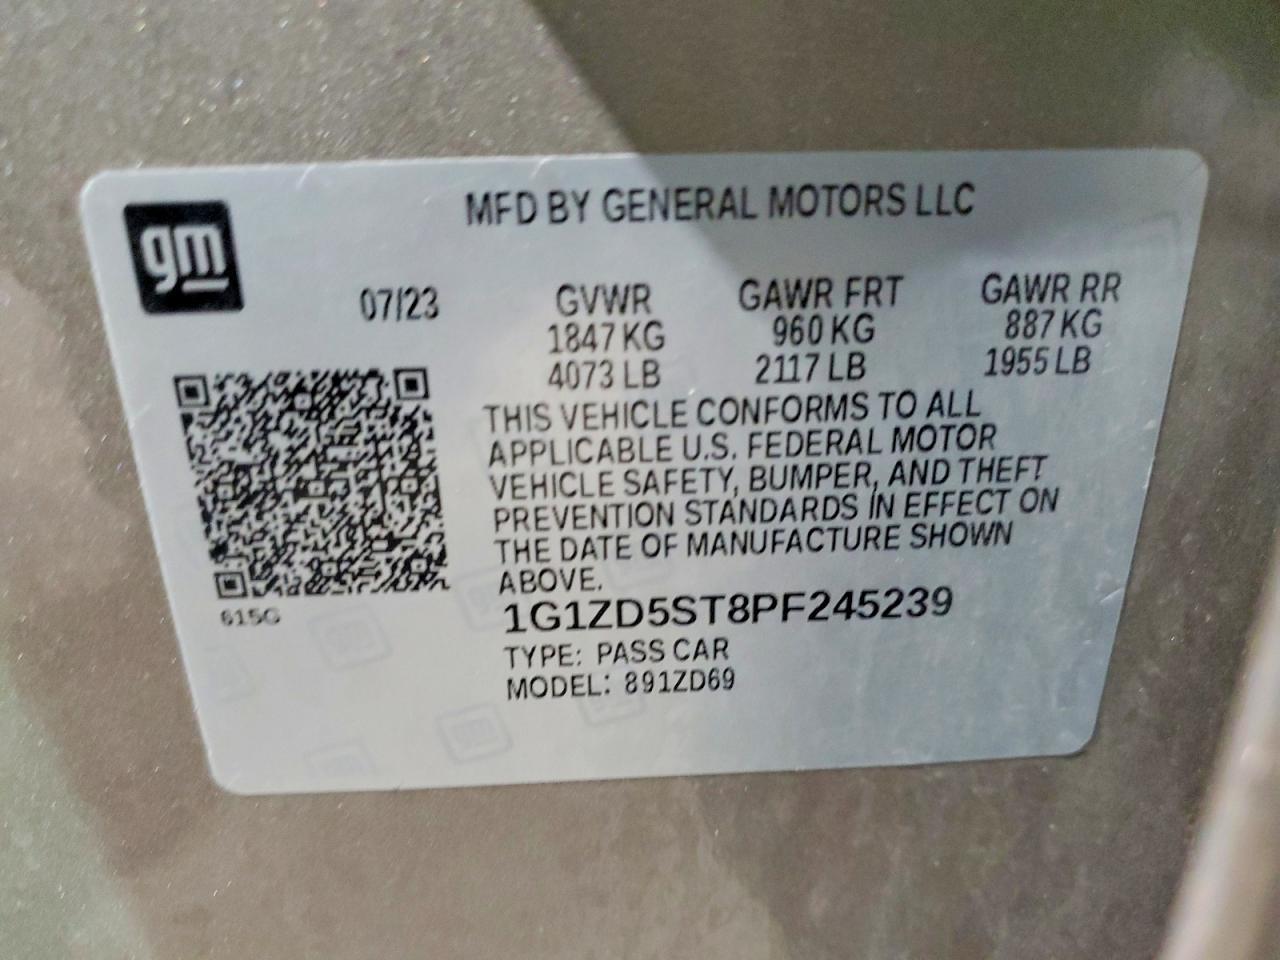 gm
MFD BY GENERAL MOTORS LLC
07/23 GVWR GAWR FRT GAWR RR
1847 KG 960 KG 887 KG
4073 LB 2117 LB 1955 LB
THIS VEHICLE CONFORMS TO ALL
APPLICABLE U.S. FEDERAL MOTOR
VEHICLE SAFETY, BUMPER, AND THEFT
PREVENTION STANDARDS IN EFFECT ON
THE DATE OF MANUFACTURE SHOWN
ABOVE.
615G
1G1ZD5ST8PF245239
TYPE: PASS CAR
MODEL: 891ZD69